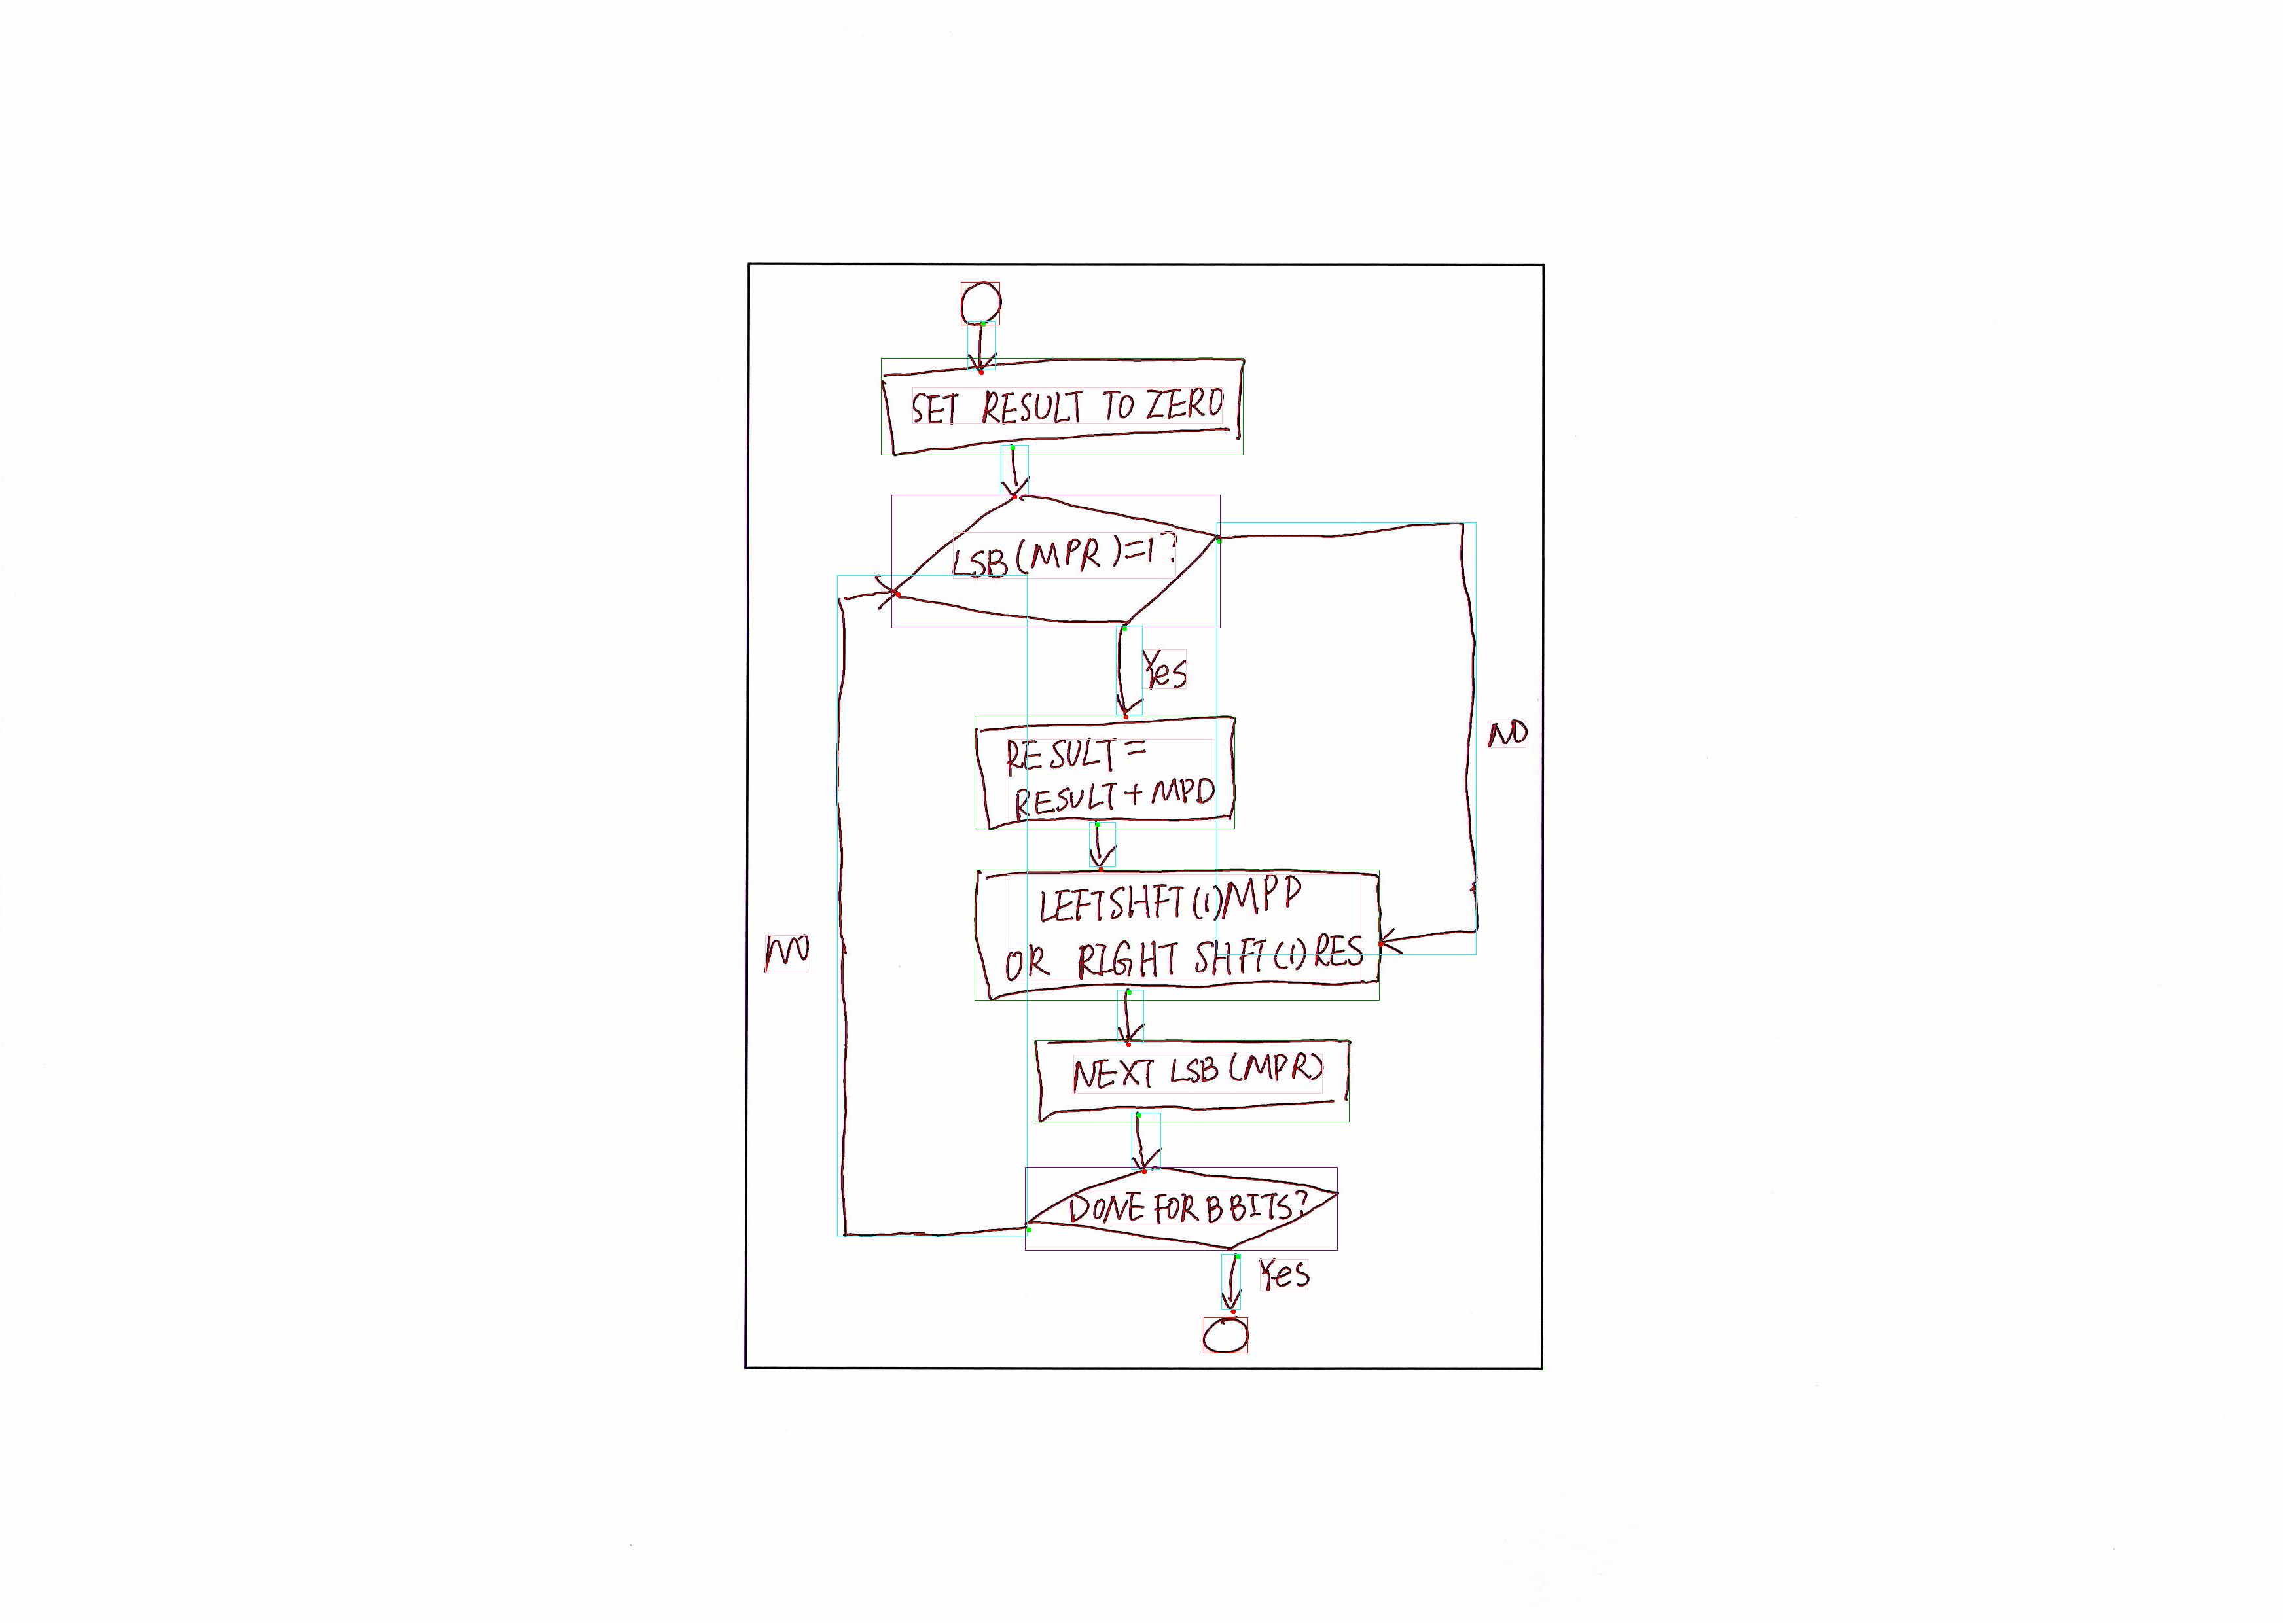 SET RESULT TO ZERO
LSB(MPR)=1?
Yes
NO
RESULT=
RESULT+MPD
LEFTSHFT(1)MPD
OR RIGHT SHFT(1)RES
NO
NEXT LSB (MPR)
DONE FOR B BITS?
Yes